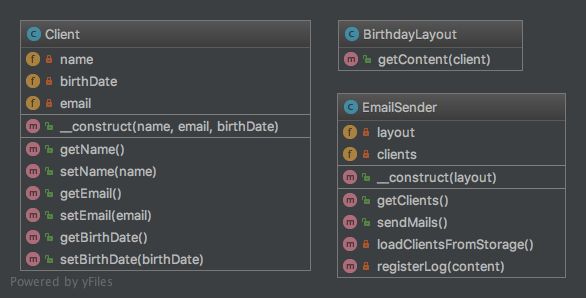 Client
name
birthDate
email
__construct(name, email, birthDate)
getName()
setName(name)
getEmail()
setEmail(email)
getBirthDate()
setBirthDate(birthDate)
BirthdayLayout
getContent(client)
EmailSender
layout
clients
__construct(layout)
getClients()
sendMails()
loadClientsFromStorage()
registerLog(content)
Powered by yFiles